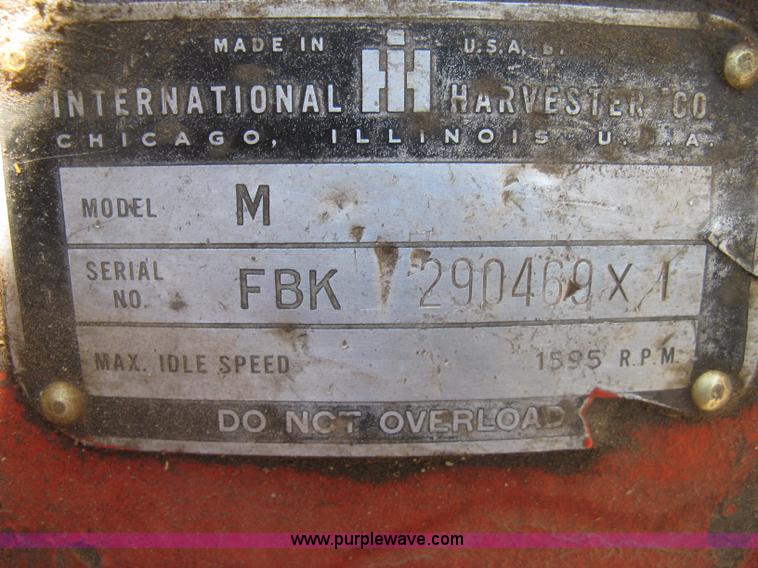 MADE IN U.S.A. BY
INTERNATIONAL IH HARVESTER CO.
CHICAGO, ILLINOIS U.S.A.
MODEL M
SERIAL NO. FBK 290469 X 1
MAX. IDLE SPEED 1595 R.P.M.
DO NOT OVERLOAD
www.purplewave.com